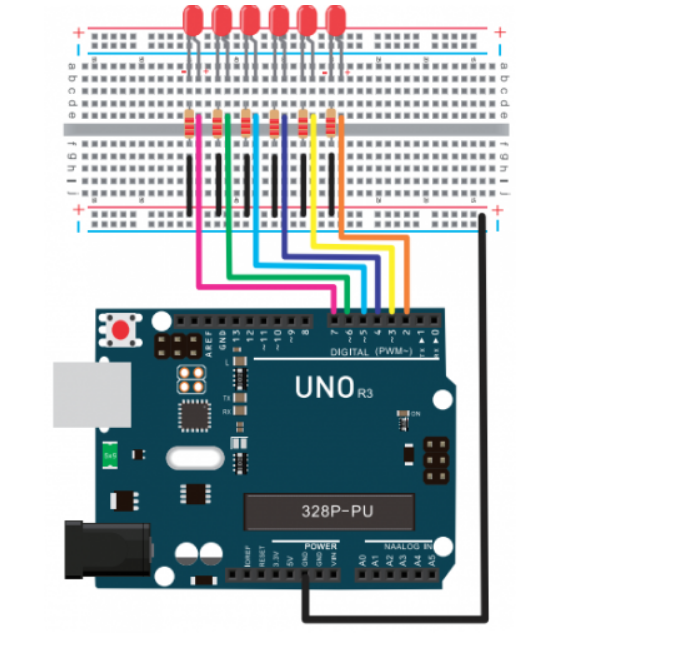 + +
a a
b b
c c
d d
e e
f f
g g
h h
i i
j j
+ +
AREF
GND
13
12
~11
~10
~9
8
7
~6
~5
4
~3
2
TX▶1
RX▶0
DIGITAL (PWM~)
L
TX
RX
UNO R3
ON
5x5
328P-PU
POWER
NAALOG IN
IOREF
RESET
3.3V
5V
GND
GND
VIN
A0
A1
A2
A3
A4
A5